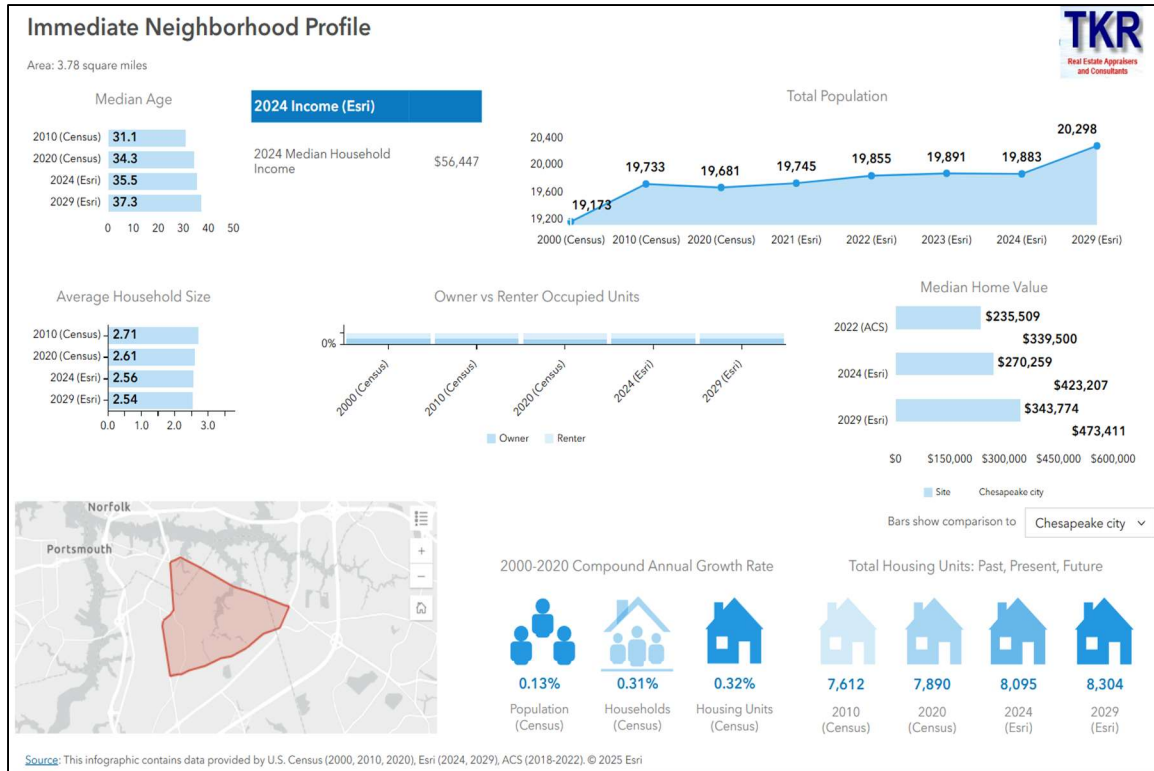 Immediate Neighborhood Profile
TKR
Real Estate Appraisers
and Consultants
Area: 3.78 square miles
Median Age
2010 (Census) 31.1
2020 (Census) 34.3
2024 (Esri) 35.5
2029 (Esri) 37.3
0 10 20 30 40 50
2024 Income (Esri)
2024 Median Household
Income
$56,447
Total Population
20,400
20,000
19,600
19,200
19,173
19,733
19,681
19,745
19,855
19,891
19,883
20,298
2000 (Census) 2010 (Census) 2020 (Census) 2021 (Esri) 2022 (Esri) 2023 (Esri) 2024 (Esri) 2029 (Esri)
Average Household Size
2010 (Census) 2.71
2020 (Census) 2.61
2024 (Esri) 2.56
2029 (Esri) 2.54
0.0 1.0 2.0 3.0
Owner vs Renter Occupied Units
0%
2000 (Census)
2010 (Census)
2020 (Census)
2024 (Esri)
2029 (Esri)
Owner Renter
Median Home Value
2022 (ACS)
$235,509
$339,500
2024 (Esri)
$270,259
$423,207
2029 (Esri)
$343,774
$473,411
$0 $150,000 $300,000 $450,000 $600,000
Site Chesapeake city
Bars show comparison to Chesapeake city
Norfolk
Portsmouth
+
−
2000-2020 Compound Annual Growth Rate
0.13%
Population
(Census)
0.31%
Households
(Census)
0.32%
Housing Units
(Census)
Total Housing Units: Past, Present, Future
7,612
2010
(Census)
7,890
2020
(Census)
8,095
2024
(Esri)
8,304
2029
(Esri)
Source: This infographic contains data provided by U.S. Census (2000, 2010, 2020), Esri (2024, 2029), ACS (2018-2022). © 2025 Esri